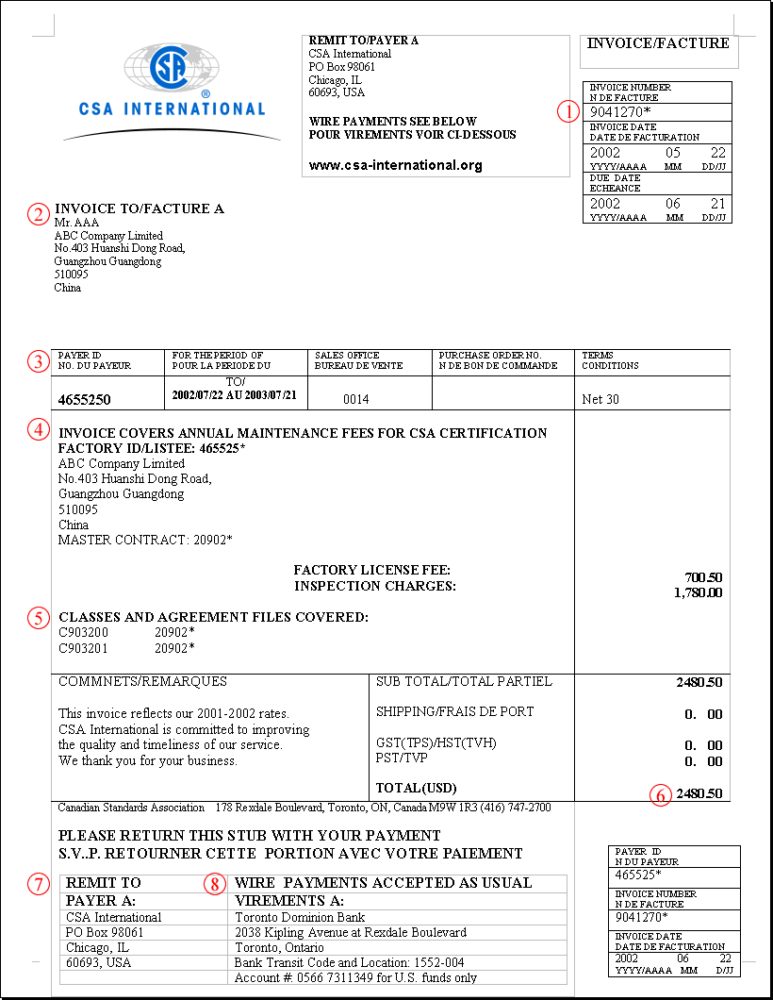 CSA
®
CSA INTERNATIONAL
REMIT TO/PAYER A
CSA International
PO Box 98061
Chicago, IL
60693, USA
WIRE PAYMENTS SEE BELOW
POUR VIREMENTS VOIR CI-DESSOUS
www.csa-international.org
INVOICE/FACTURE
1
INVOICE NUMBER
N DE FACTURE
9041270*
INVOICE DATE
DATE DE FACTURATION
2002 05 22
YYYY/AAAA MM DD/JJ
DUE DATE
ECHEANCE
2002 06 21
YYYY/AAAA MM DD/JJ
2 INVOICE TO/FACTURE A
Mr. AAA
ABC Company Limited
No.403 Huanshi Dong Road,
Guangzhou Guangdong
510095
China
3
PAYER ID FOR THE PERIOD OF SALES OFFICE PURCHASE ORDER NO. TERMS
NO. DU PAYEUR POUR LA PERIODE DU BUREAU DE VENTE N DE BON DE COMMANDE CONDITIONS
TO/
4655250 2002/07/22 AU 2003/07/21 0014 Net 30
4 INVOICE COVERS ANNUAL MAINTENANCE FEES FOR CSA CERTIFICATION
FACTORY ID/LISTEE: 465525*
ABC Company Limited
No.403 Huanshi Dong Road,
Guangzhou Guangdong
510095
China
MASTER CONTRACT: 20902*
FACTORY LICENSE FEE: 700.50
INSPECTION CHARGES: 1,780.00
5 CLASSES AND AGREEMENT FILES COVERED:
C903200 20902*
C903201 20902*
COMMNETS/REMARQUES
This invoice reflects our 2001-2002 rates.
CSA International is committed to improving
the quality and timeliness of our service.
We thank you for your business.
SUB TOTAL/TOTAL PARTIEL 2480.50
SHIPPING/FRAIS DE PORT 0. 00
GST(TPS)/HST(TVH) 0. 00
PST/TVP 0. 00
TOTAL(USD) 6 2480.50
Canadian Standards Association 178 Rexdale Boulevard, Toronto, ON, Canada M9W 1R3 (416) 747-2700
PLEASE RETURN THIS STUB WITH YOUR PAYMENT
S.V..P. RETOURNER CETTE PORTION AVEC VOTRE PAIEMENT
7 REMIT TO
PAYER A:
CSA International
PO Box 98061
Chicago, IL
60693, USA
8 WIRE PAYMENTS ACCEPTED AS USUAL
VIREMENTS A:
Toronto Dominion Bank
2038 Kipling Avenue at Rexdale Boulevard
Toronto, Ontario
Bank Transit Code and Location: 1552-004
Account #: 0566 7311349 for U.S. funds only
PAYER ID
N DU PAYEUR
465525*
INVOICE NUMBER
N DE FACTURE
9041270*
INVOICE DATE
DATE DE FACTURATION
2002 06 22
YYYY/AAAA MM D/JJ